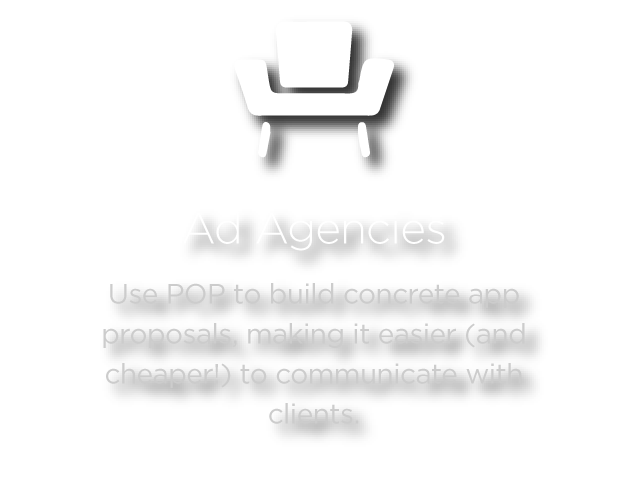 Ad Agencies
Use POP to build concrete app
proposals, making it easier (and
cheaper!) to communicate with
clients.